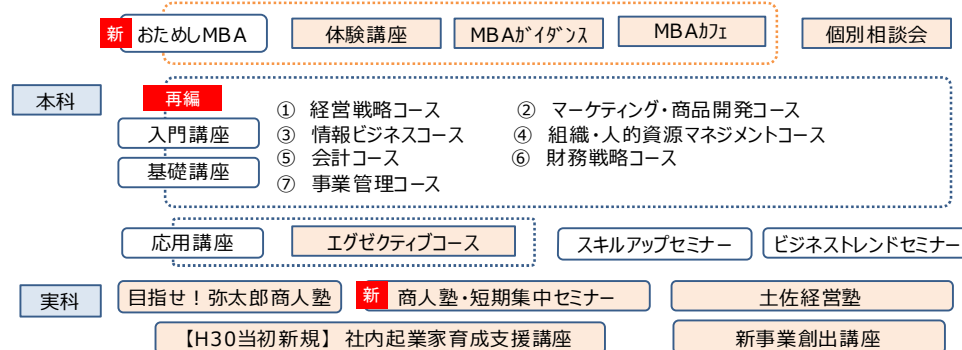 新 おためしMBA 体験講座 MBAｶﾞｲﾀﾞﾝｽ MBAｶﾌｪ 個別相談会
本科 再編
入門講座
基礎講座
① 経営戦略コース ② マーケティング・商品開発コース
③ 情報ビジネスコース ④ 組織・人的資源マネジメントコース
⑤ 会計コース ⑥ 財務戦略コース
⑦ 事業管理コース
応用講座 エグゼクティブコース スキルアップセミナー ビジネストレンドセミナー
実科 目指せ！弥太郎商人塾 新 商人塾・短期集中セミナー 土佐経営塾
【H30当初新規】 社内起業家育成支援講座 新事業創出講座